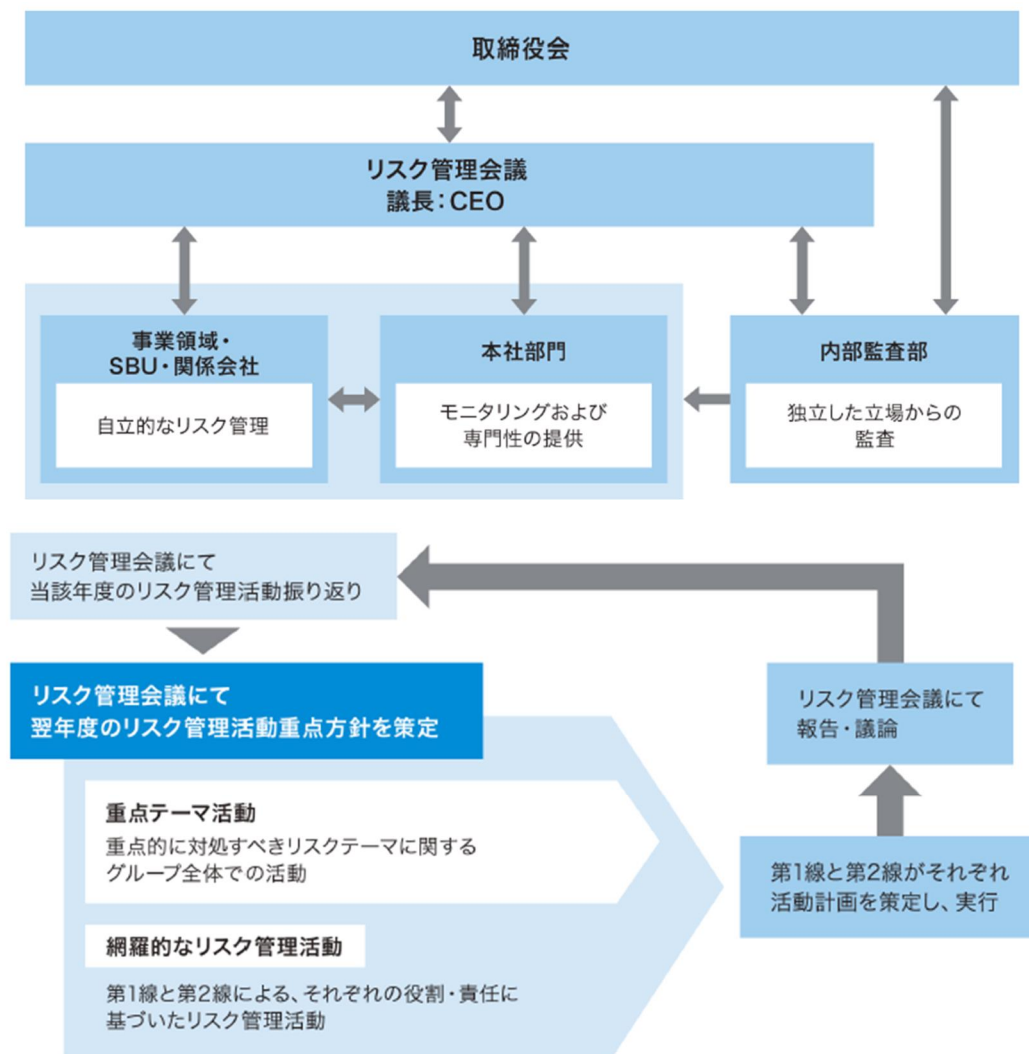 取締役会
リスク管理会議
議長：CEO
事業領域・
SBU・関係会社
自立的なリスク管理
本社部門
モニタリングおよび
専門性の提供
内部監査部
独立した立場からの
監査
リスク管理会議にて
当該年度のリスク管理活動振り返り
リスク管理会議にて
翌年度のリスク管理活動重点方針を策定
重点テーマ活動
重点的に対処すべきリスクテーマに関する
グループ全体での活動
網羅的なリスク管理活動
第1線と第2線による、それぞれの役割・責任に
基づいたリスク管理活動
リスク管理会議にて
報告・議論
第1線と第2線がそれぞれ
活動計画を策定し、実行